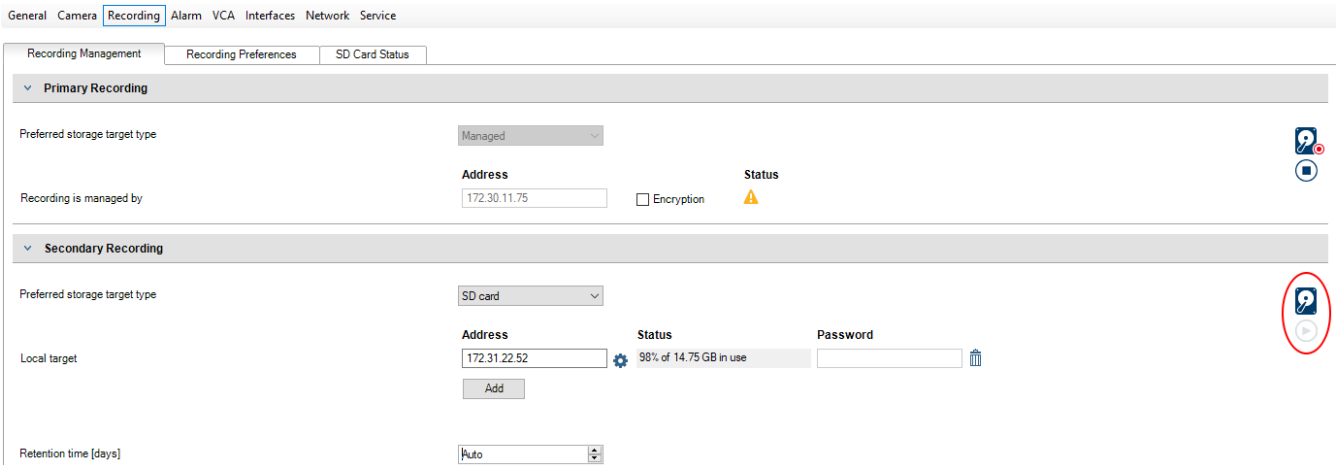 General Camera Recording Alarm VCA Interfaces Network Service
Recording Management Recording Preferences SD Card Status
Primary Recording
Preferred storage target type Managed
Address Status
Recording is managed by 172.30.11.75 Encryption
Secondary Recording
Preferred storage target type SD card
Address Status Password
Local target 172.31.22.52 98% of 14.75 GB in use
Add
Retention time [days] Auto